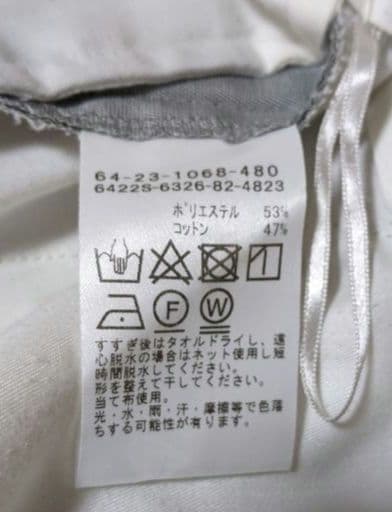 64-23-1068-480
6422S-6326-82-4823
ポリエステル 53%
コットン 47%
F W
すすぎ後はタオルドライし、遠
心脱水の場合はネット使用し短
時間脱水してください。
形を整えて干してください。
当て布使用。
光・水・雨・汗・摩擦等で色落
ちする可能性が有ります。